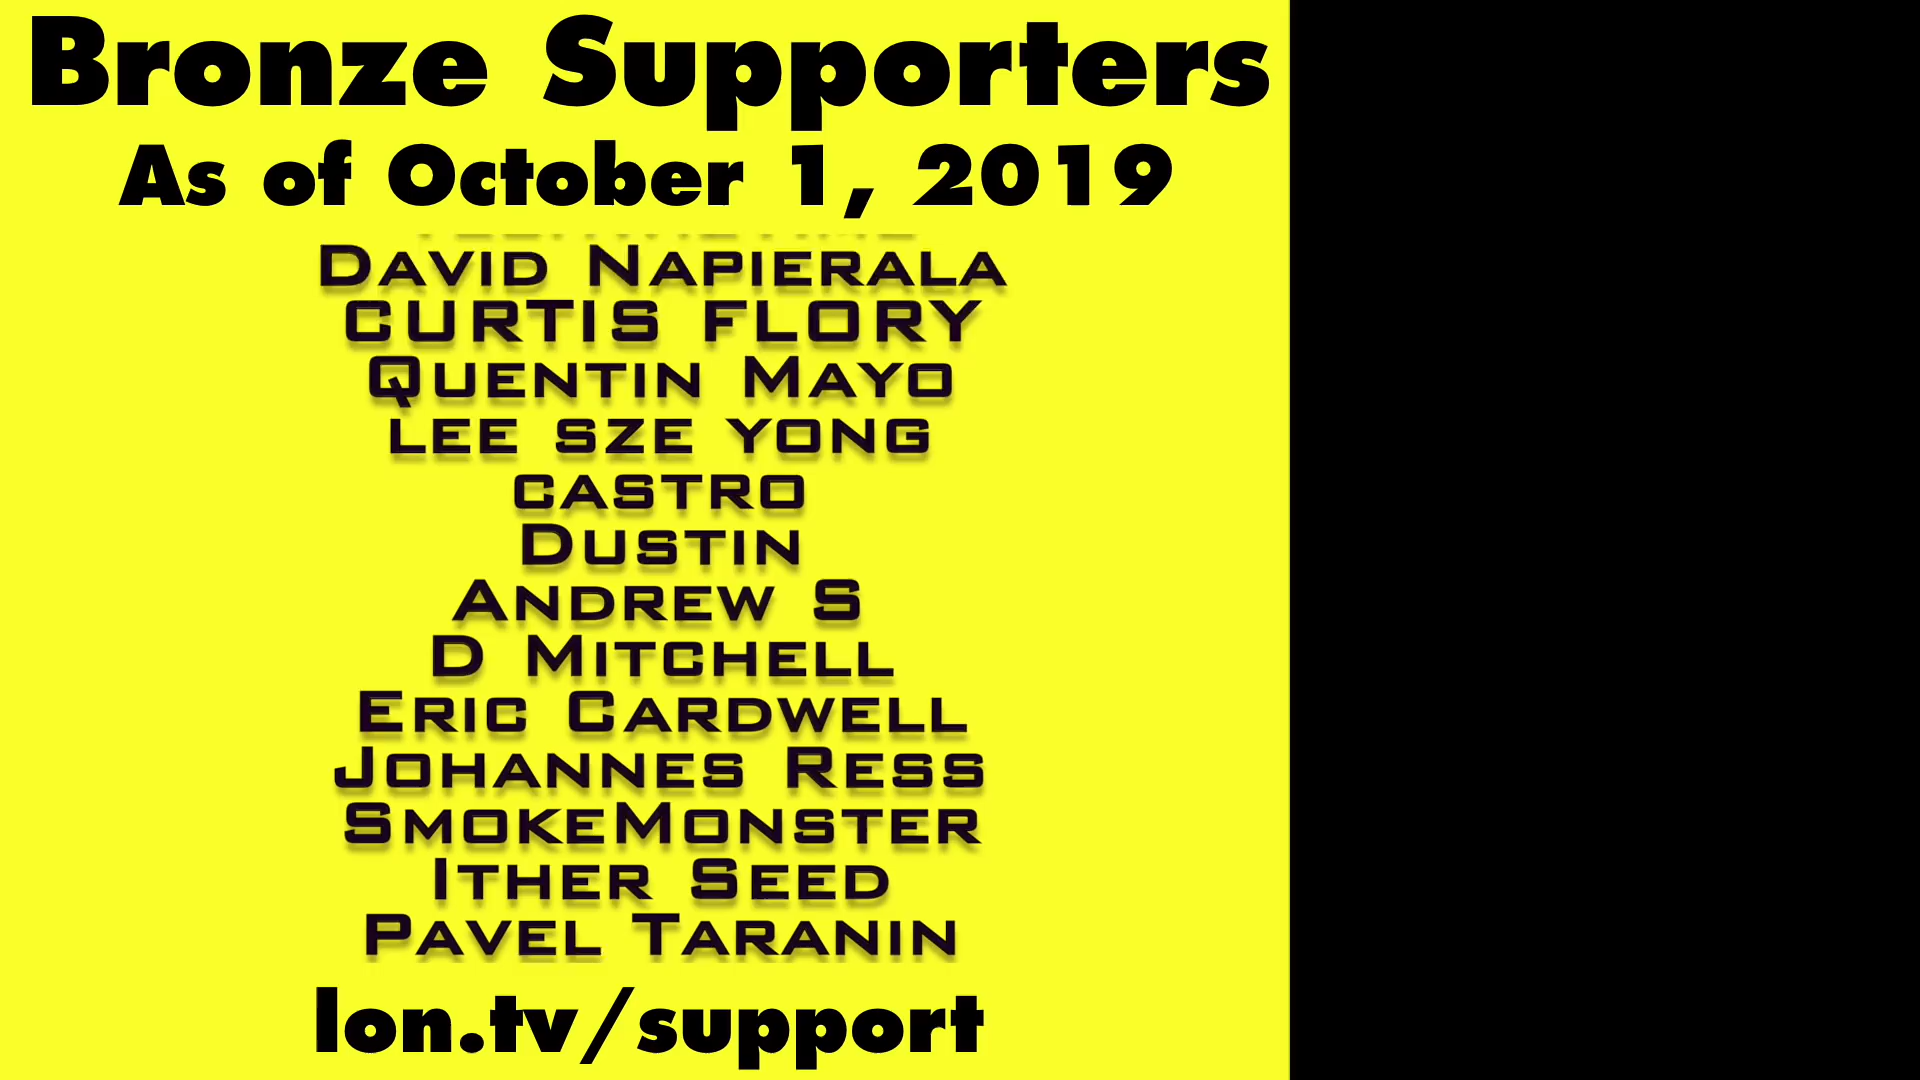 Bronze Supporters
As of October 1, 2019
David Napierala
CURTIS FLORY
Quentin Mayo
lee sze yong
castro
Dustin
Andrew S
D Mitchell
Eric Cardwell
Johannes Ress
SmokeMonster
Ither Seed
Pavel Taranin
lon.tv/support